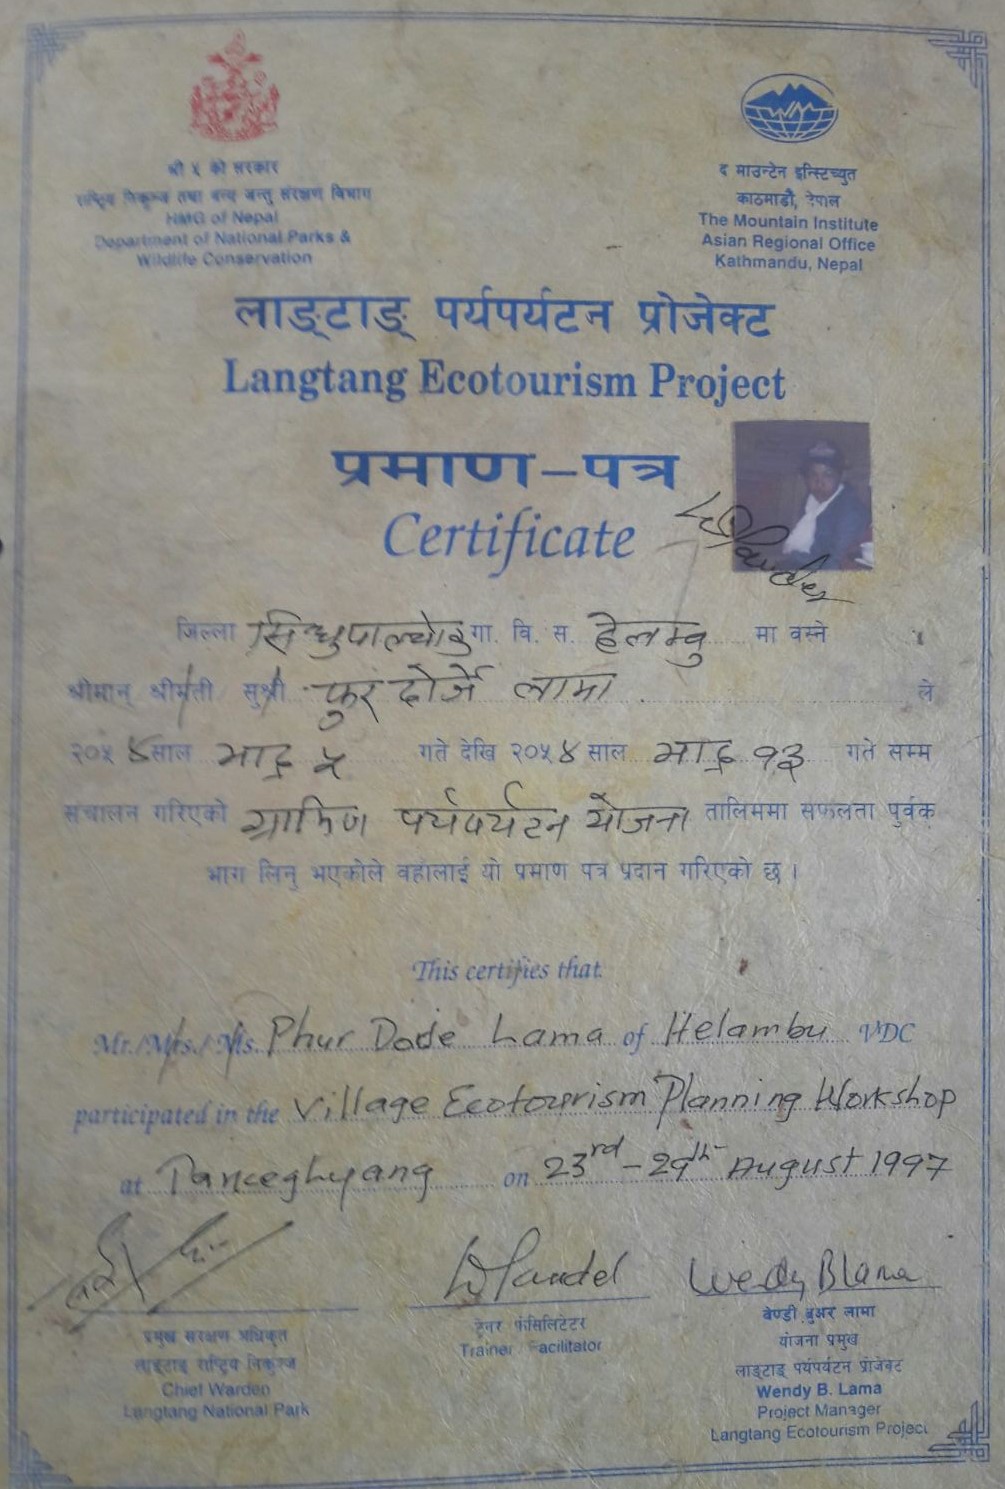 श्री ५ को सरकार
राष्ट्रिय निकुञ्ज तथा वन्य जन्तु संरक्षण विभाग
HMG of Nepal
Department of National Parks &
Wildlife Conservation
द माउन्टेन इन्स्टिच्युत
काठमाडौं, नेपाल
The Mountain Institute
Asian Regional Office
Kathmandu, Nepal
लाङ्टाङ् पर्यपर्यटन प्रोजेक्ट
Langtang Ecotourism Project
प्रमाण-पत्र
Certificate
जिल्ला सिन्धुपाल्चोक गा. वि. स. हेलम्बु मा वस्ने
श्रीमान् श्रीमती सुश्री फुर दोर्जे लामा ले
२०५४ साल भाद्र ५ गते देखि २०५४ साल भाद्र १३ गते सम्म
संचालन गरिएको ग्रामिण पर्यपर्यटन योजना तालिममा सफलता पुर्वक
भाग लिनु भएकोले वहाँलाई यो प्रमाण पत्र प्रदान गरिएको छ ।
This certifies that
Mr./Mrs./Ms. Phur Dorje Lama of Helambu VDC
participated in the Village Ecotourism Planning Workshop
at Tarkeghyang on 23rd - 29th August 1997
Wendy B Lama
प्रमुख संरक्षण अधिकृत
लाङ्टाङ् राष्ट्रिय निकुञ्ज
Chief Warden
Langtang National Park
ट्रेनर फेसिलिटेटर
Trainer / Facilitator
वेण्डी ब्रुअर लामा
योजना प्रमुख
लाङ्टाङ् पर्यपर्यटन प्रोजेक्ट
Wendy B. Lama
Project Manager
Langtang Ecotourism Project